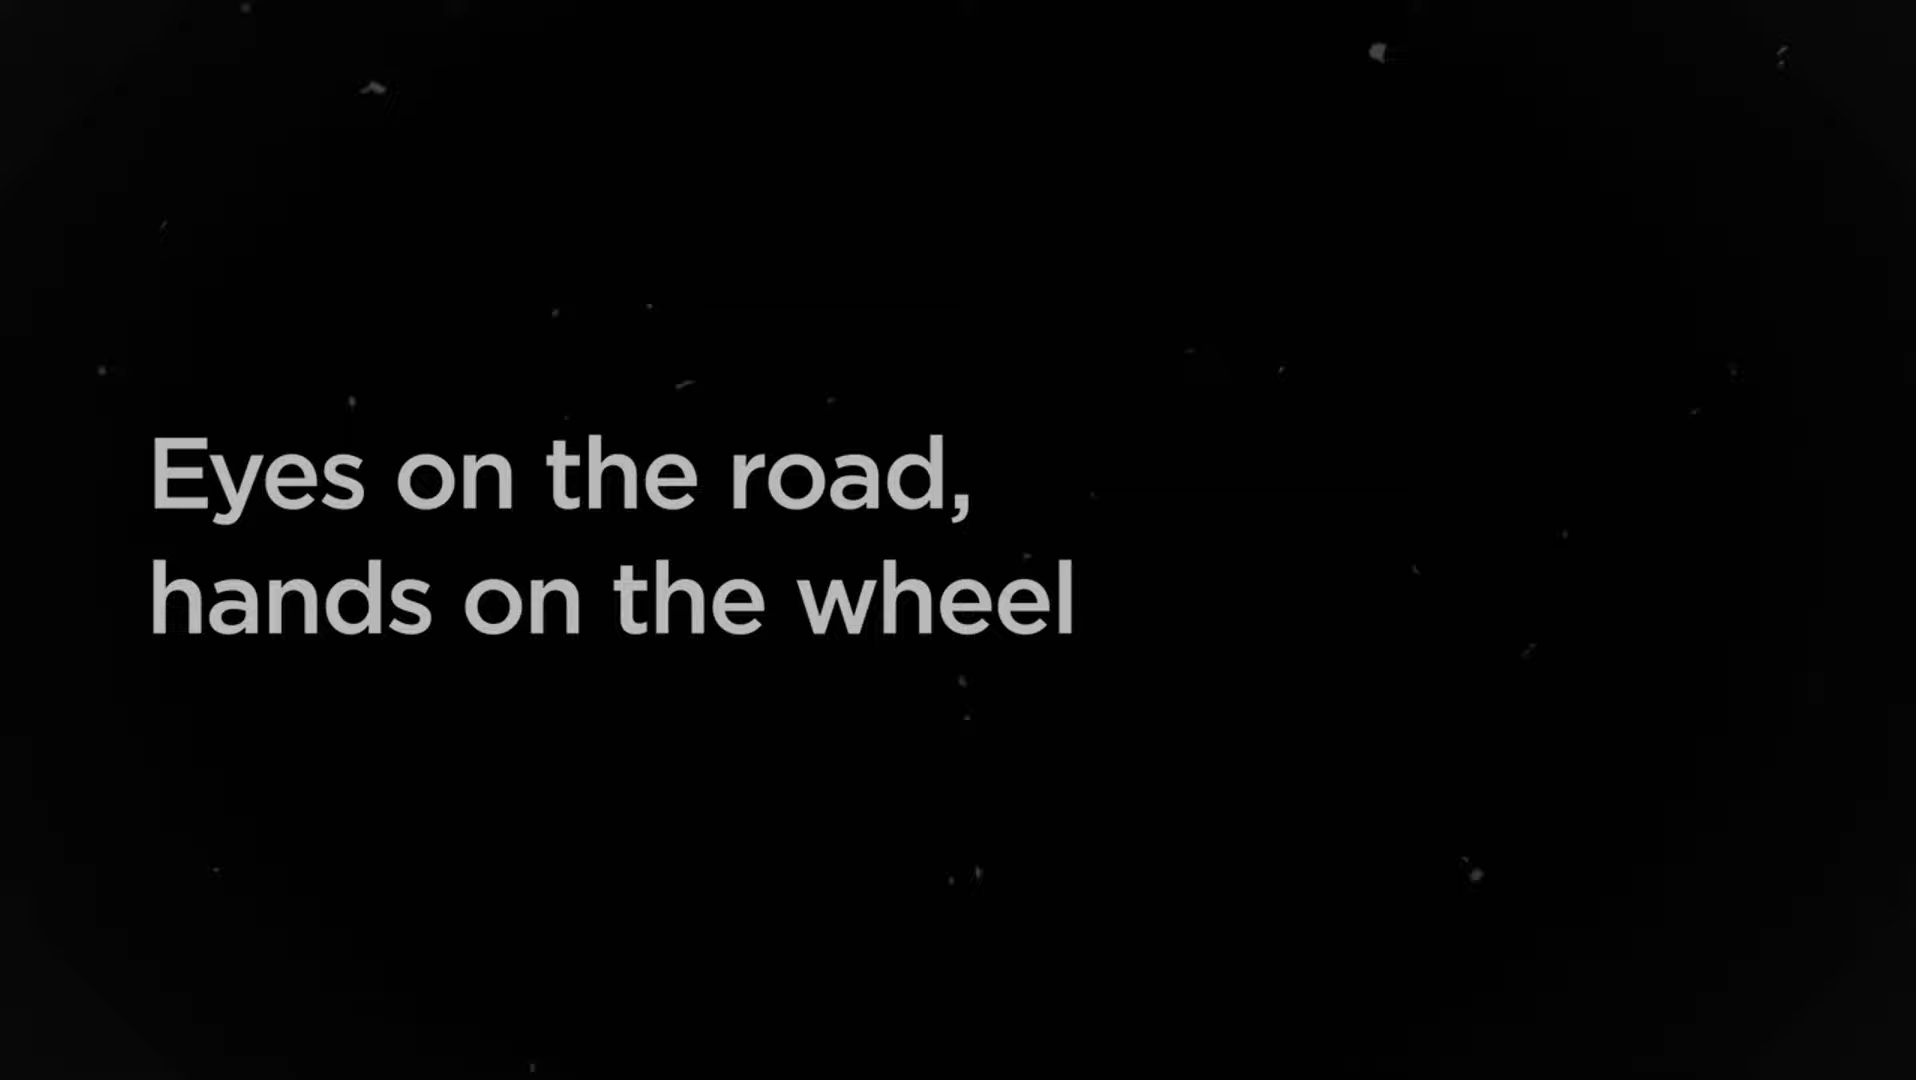 Eyes on the road,
hands on the wheel